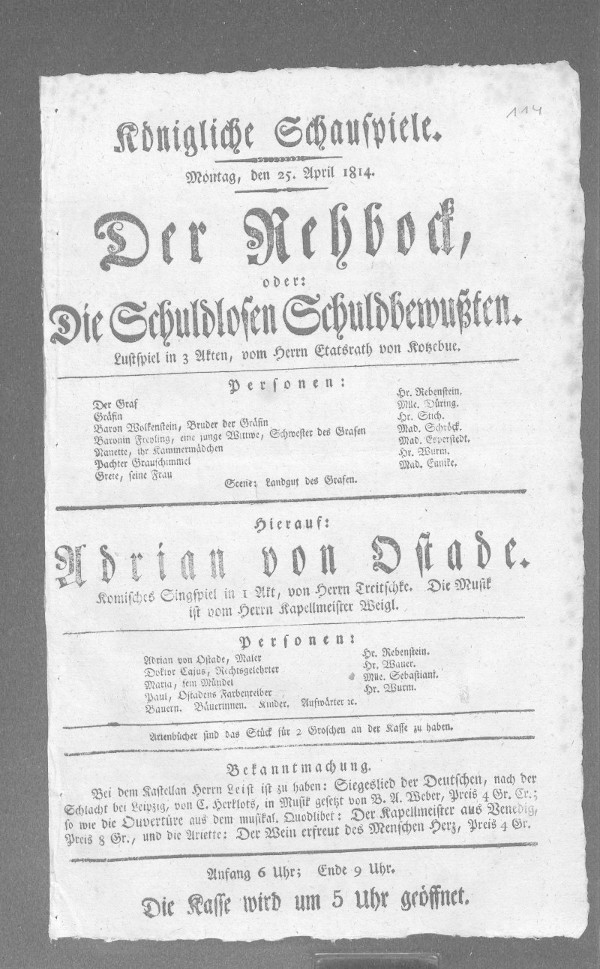 114
Königliche Schauspiele.
Montag, den 25. April 1814.
Der Rehbock,
oder:
Die Schuldlosen Schuldbewußten.
Lustspiel in 3 Akten, vom Herrn Etatsrath von Kotzebue.
Personen:
Der Graf Hr. Rebenstein.
Gräfin Mlle. Düring.
Baron Wolkenstein, Bruder der Gräfin Hr. Stich.
Baronin Freyling, eine junge Wittwe, Schwester des Grafen Mad. Schröck.
Nanette, ihr Kammermädchen Mad. Esperstedt.
Pachter Grauschimmel Hr. Wurm.
Grete, seine Frau Mad. Eunike.
Scene: Landgut des Grafen.
Hierauf:
Adrian von Ostade.
Komisches Singspiel in 1 Akt, von Herrn Treitschke. Die Musik
ist vom Herrn Kapellmeister Weigl.
Personen:
Adrian von Ostade, Maler Hr. Rebenstein.
Doktor Cajus, Rechtsgelehrter Hr. Wauer.
Maria, sein Mündel Mlle. Sebastiani.
Paul, Ostadens Farbenreiber Hr. Wurm.
Bauern. Bäuerinnen. Kinder. Aufwärter ꝛc.
Arienbücher sind das Stück für 2 Groschen an der Kasse zu haben.
Bekanntmachung.
Bei dem Kastellan Herrn Leist ist zu haben: Siegeslied der Deutschen, nach der
Schlacht bei Leipzig, von C. Herklots, in Musik gesetzt von B. A. Weber, Preis 4 Gr. Cr.;
so wie die Ouvertüre aus dem musikal. Quodlibet: Der Kapellmeister aus Venedig,
Preis 8 Gr., und die Ariette: Der Wein erfreut des Menschen Herz, Preis 4 Gr.
Anfang 6 Uhr; Ende 9 Uhr.
Die Kasse wird um 5 Uhr geöffnet.